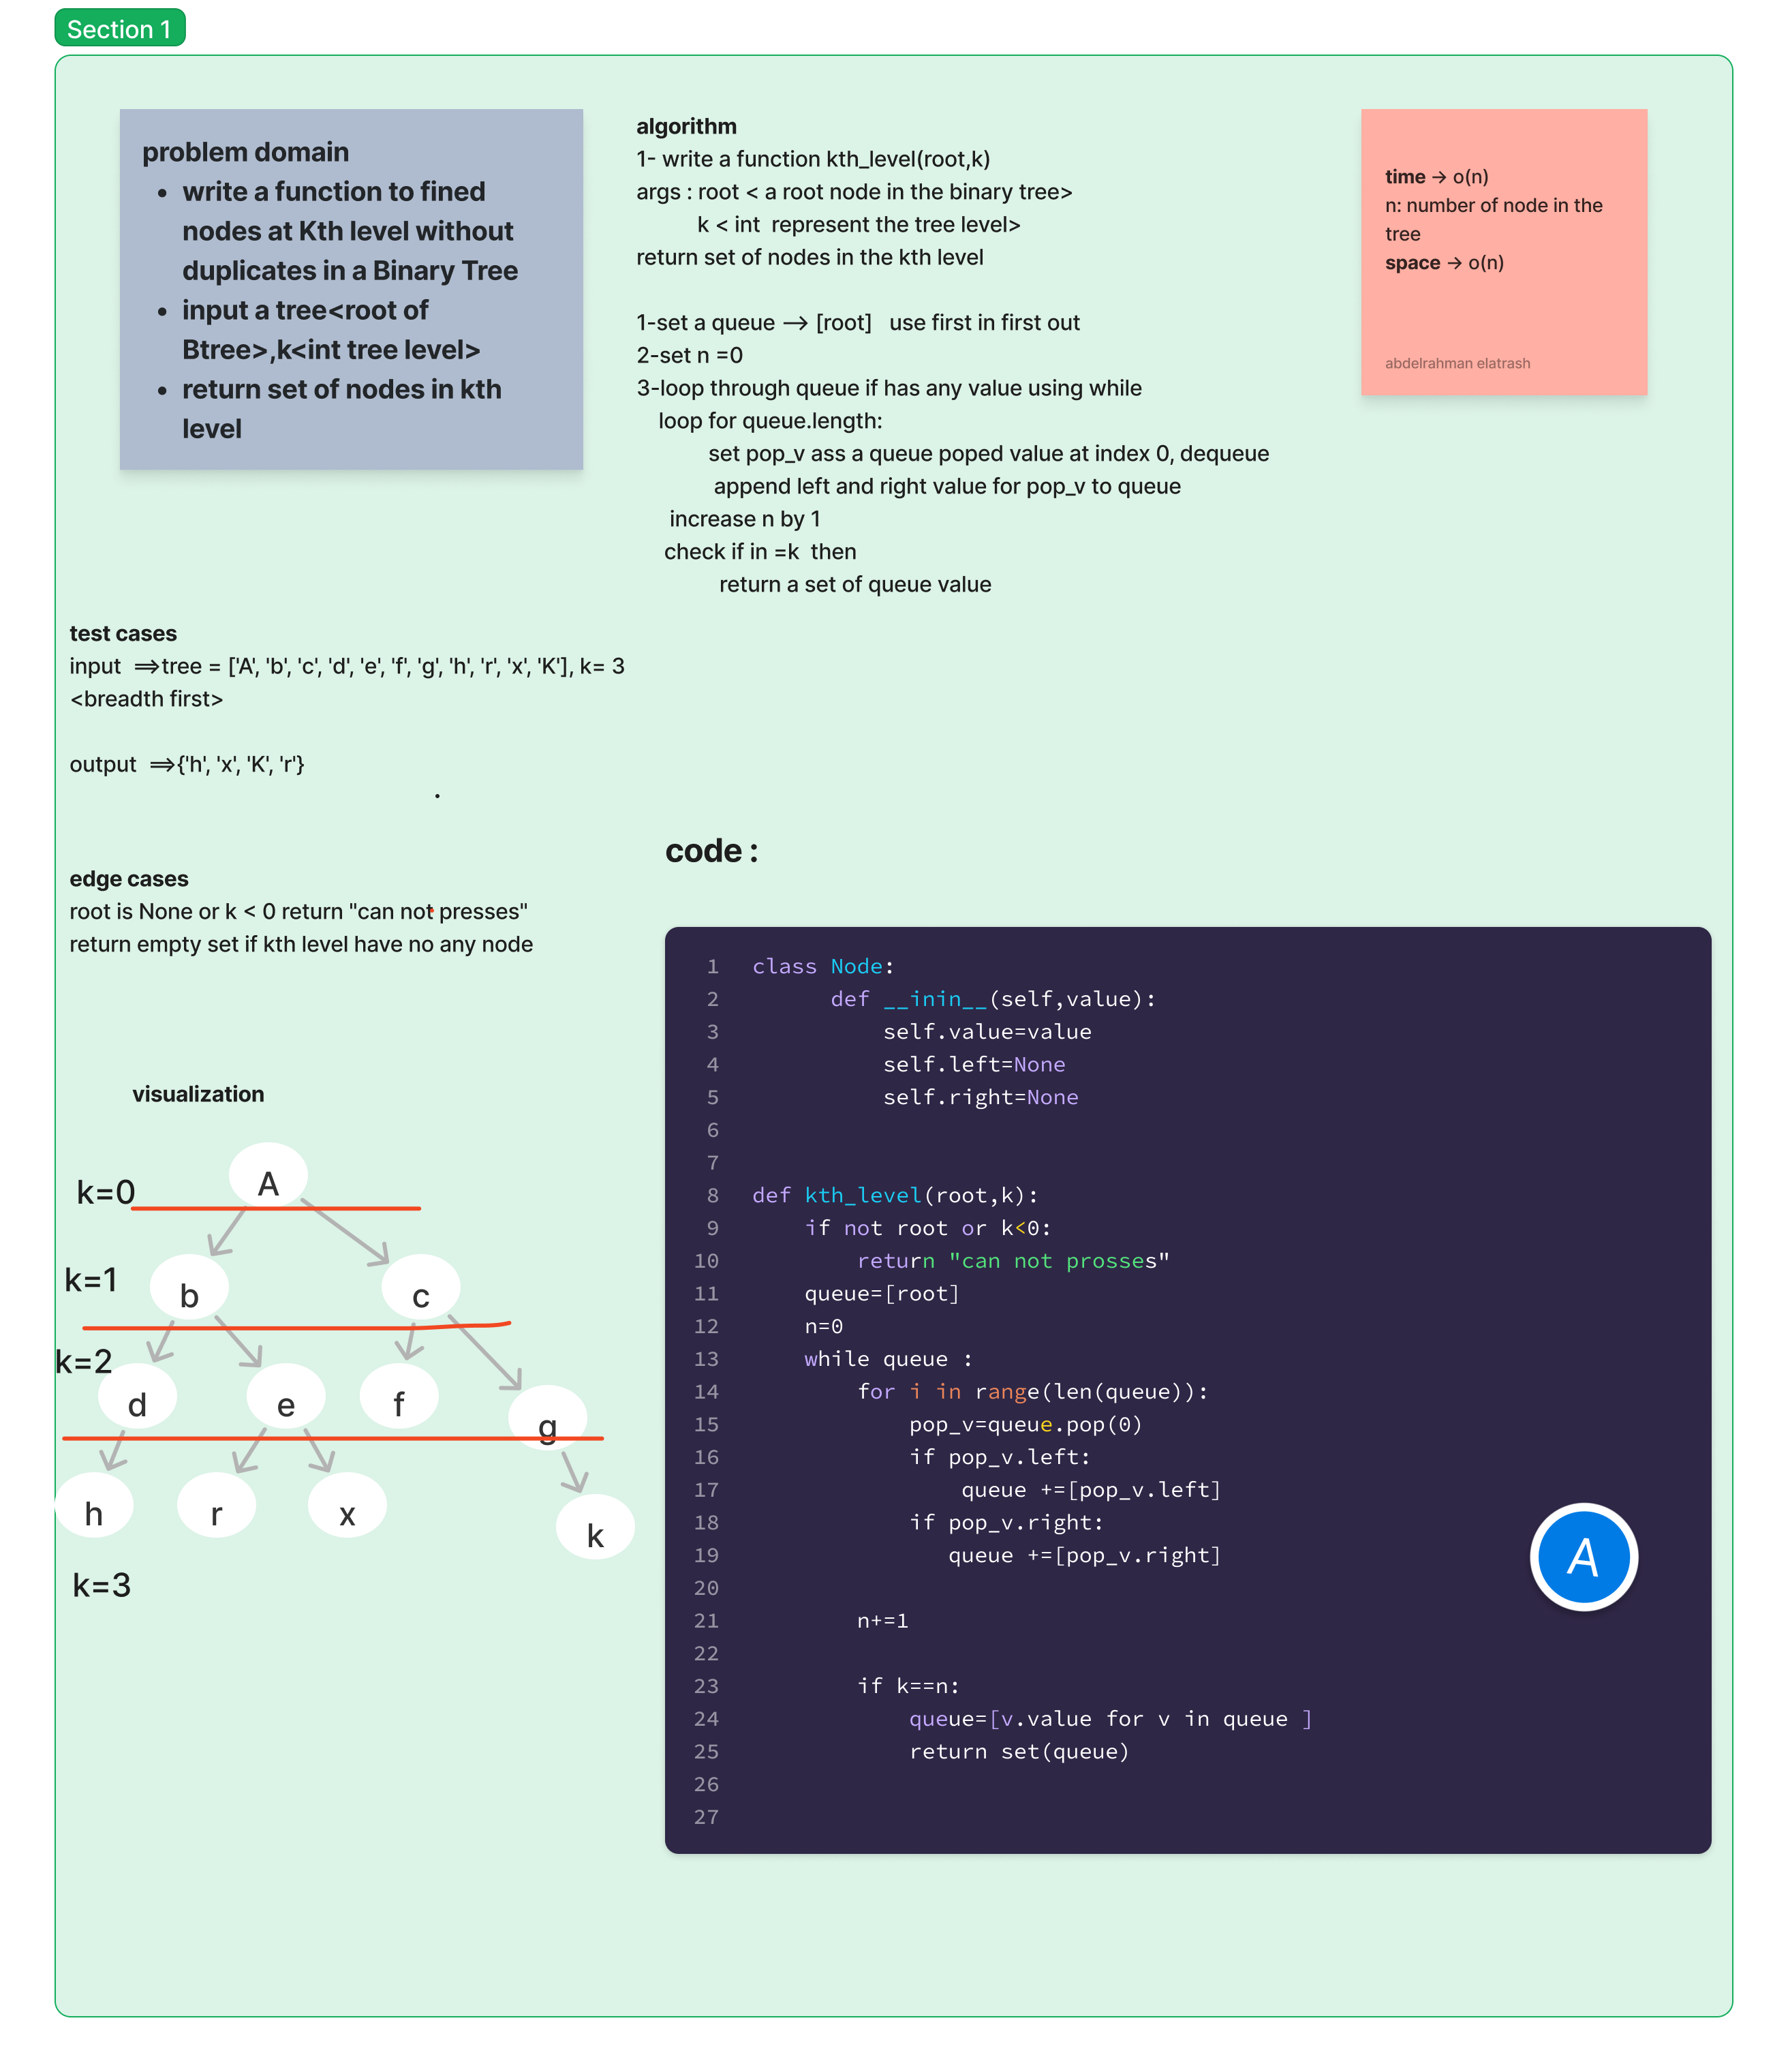 Section 1
problem domain
• write a function to fined
nodes at Kth level without
duplicates in a Binary Tree
• input a tree<root of
Btree>,k<int tree level>
• return set of nodes in kth
level
algorithm
1- write a function kth_level(root,k)
args : root < a root node in the binary tree>
k < int  represent the tree level>
return set of nodes in the kth level
1-set a queue → [root]   use first in first out
2-set n =0
3-loop through queue if has any value using while
loop for queue.length:
set pop_v ass a queue poped value at index 0, dequeue
append left and right value for pop_v to queue
increase n by 1
check if in =k  then
return a set of queue value
time → o(n)
n: number of node in the
tree
space → o(n)
abdelrahman elatrash
test cases
input  ⟹tree = ['A', 'b', 'c', 'd', 'e', 'f', 'g', 'h', 'r', 'x', 'K'], k= 3
<breadth first>
output  ⟹{'h', 'x', 'K', 'r'}
.
edge cases
root is None or k < 0 return "can not presses"
return empty set if kth level have no any node
visualization
k=0
A
k=1
b
c
k=2
d
e
f
g
h
r
x
k
k=3
code :
1 class Node:
2 def __inin__(self,value):
3 self.value=value
4 self.left=None
5 self.right=None
6
7
8 def kth_level(root,k):
9 if not root or k<0:
10 return "can not prosses"
11 queue=[root]
12 n=0
13 while queue :
14 for i in range(len(queue)):
15 pop_v=queue.pop(0)
16 if pop_v.left:
17 queue +=[pop_v.left]
18 if pop_v.right:
19 queue +=[pop_v.right]
20
21 n+=1
22
23 if k==n:
24 queue=[v.value for v in queue ]
25 return set(queue)
26
27
A